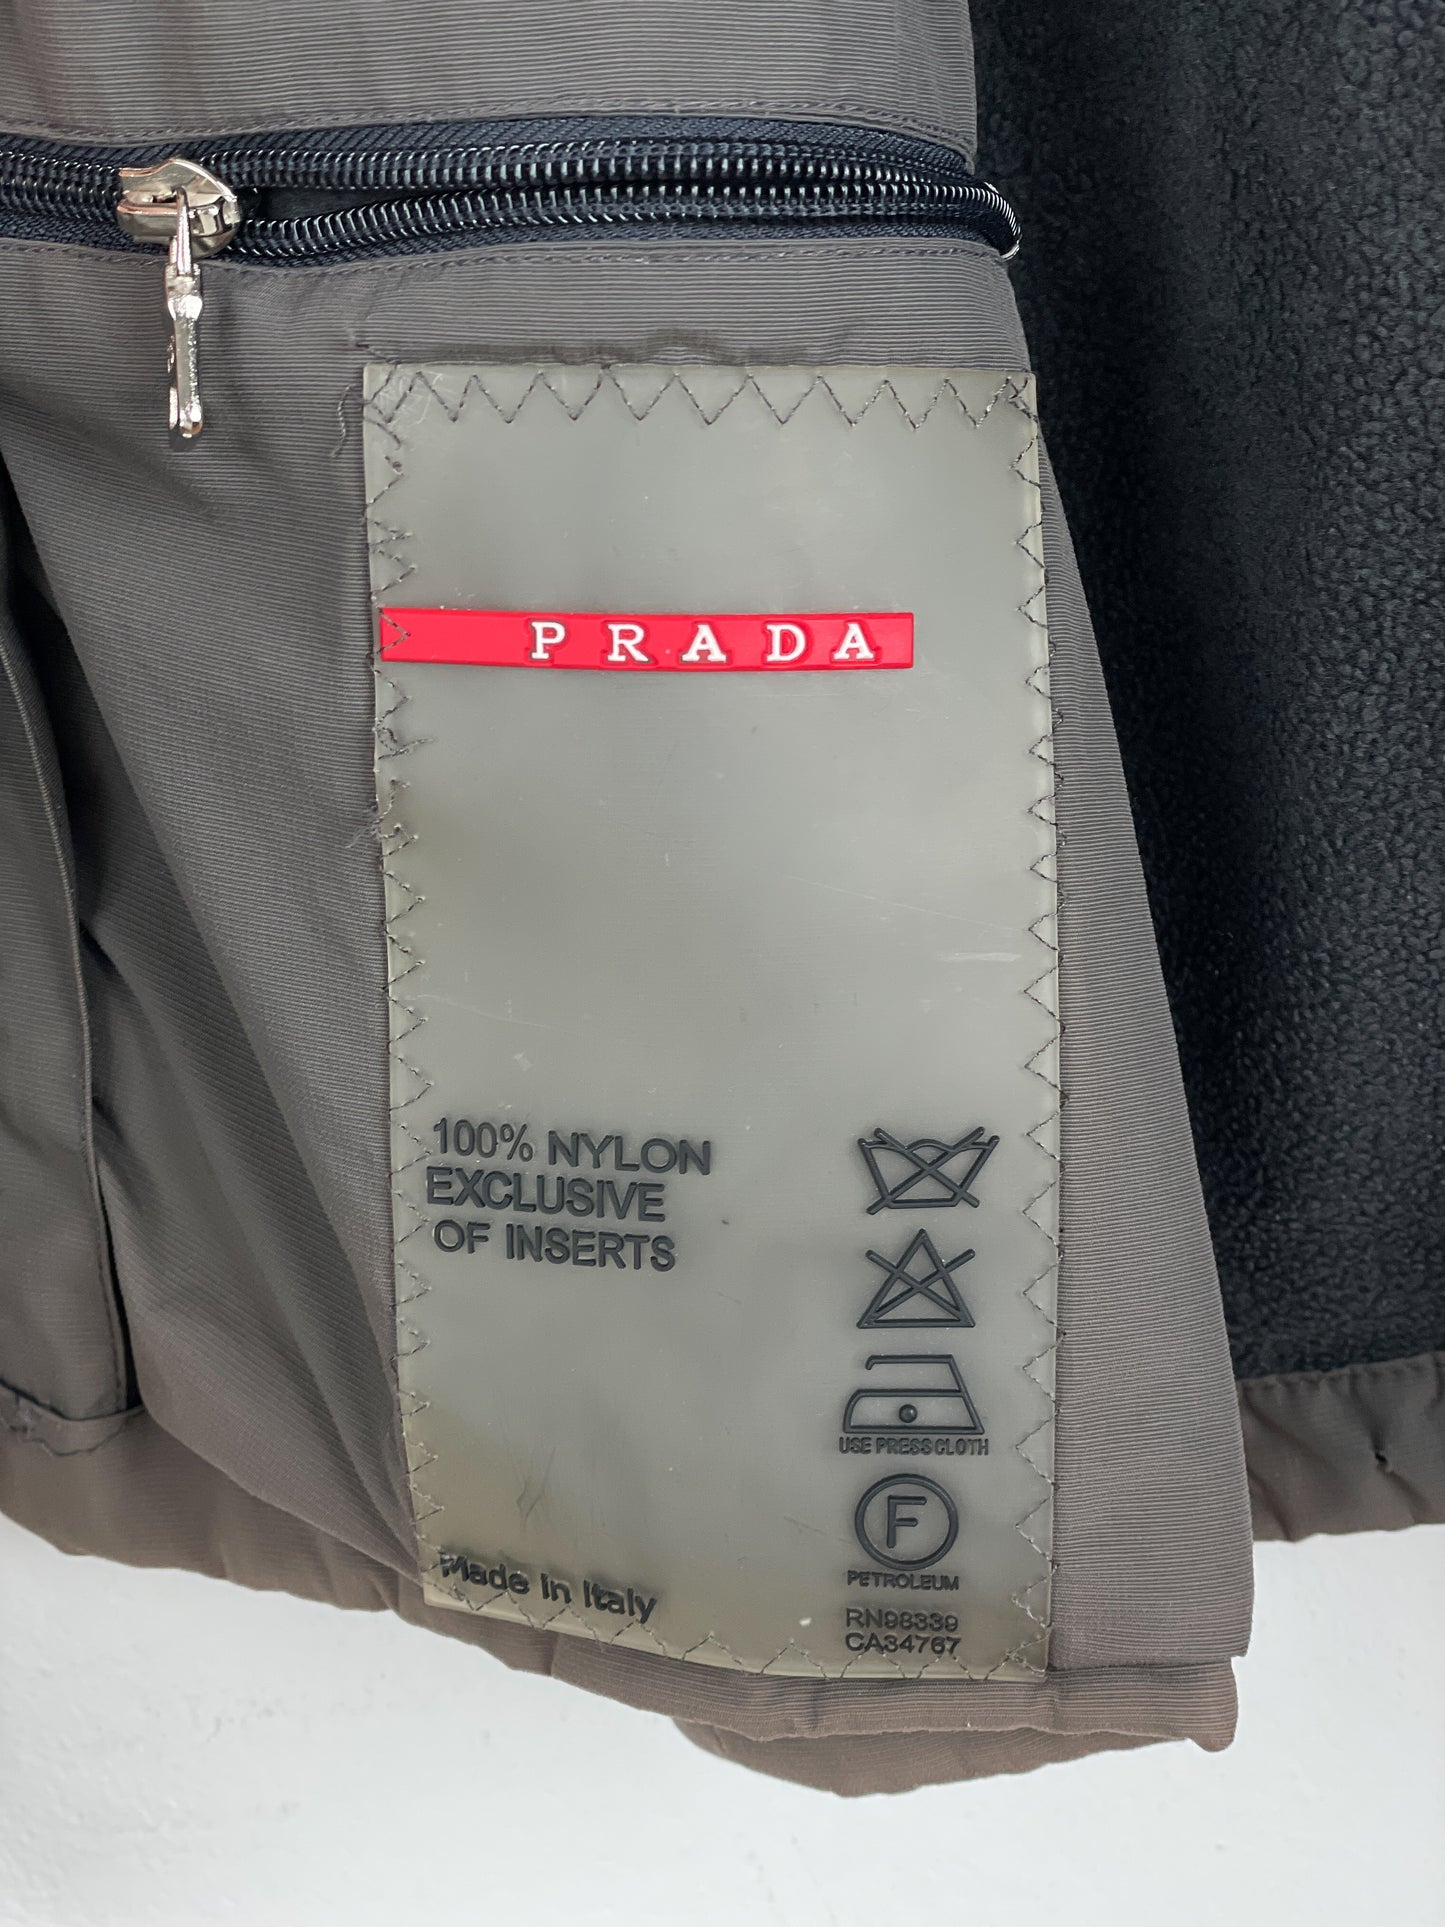 PRADA
100% NYLON
EXCLUSIVE
OF INSERTS
USE PRESS CLOTH
F
PETROLEUM
Made in Italy
RN98339
CA34767